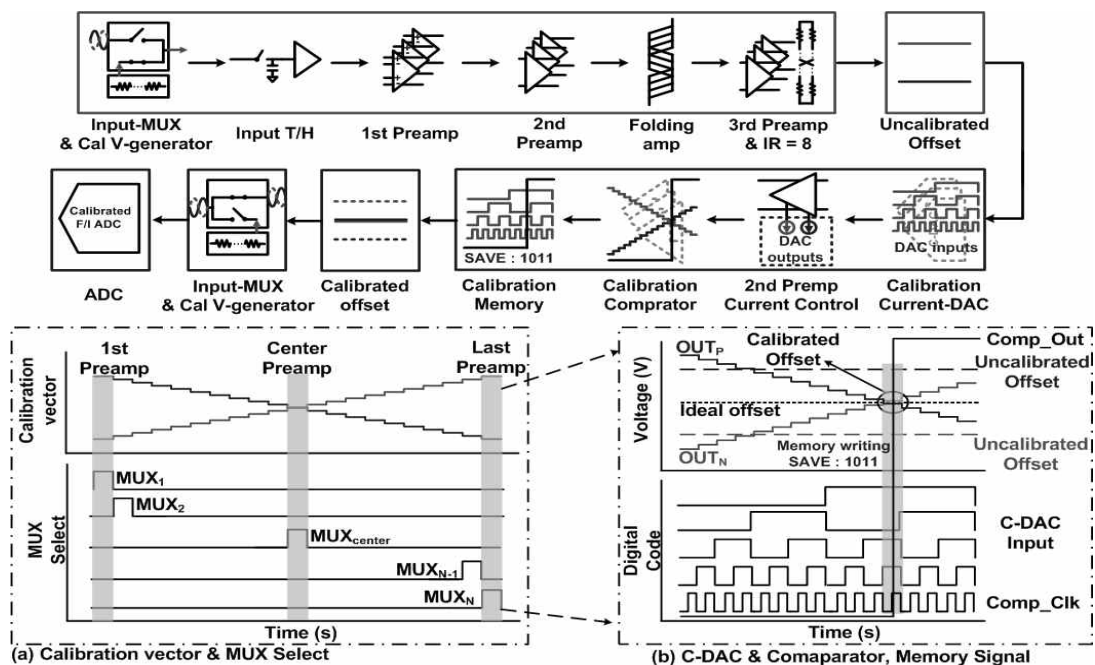 Input-MUX
& Cal V-generator
Input T/H
1st Preamp
2nd
Preamp
Folding
amp
3rd Preamp
& IR = 8
Uncalibrated
Offset
Calibrated
F/I ADC
ADC
Input-MUX
& Cal V-generator
Calibrated
offset
SAVE : 1011
Calibration
Memory
Calibration
Comprator
DAC
outputs
2nd Premp
Current Control
DAC inputs
Calibration
Current-DAC
1st
Preamp
Center
Preamp
Last
Preamp
Calibration
vector
MUX
Select
MUX1
MUX2
MUXcenter
MUXN-1
MUXN
Time (s)
(a) Calibration vector & MUX Select
Voltage (V)
OUTP
Calibrated
Offset
Comp_Out
Uncalibrated
Offset
Ideal offset
OUTN
Memory writing
SAVE : 1011
Uncalibrated
Offset
Digital
Code
C-DAC
Input
Comp_Clk
Time (s)
(b) C-DAC & Comaparator, Memory Signal